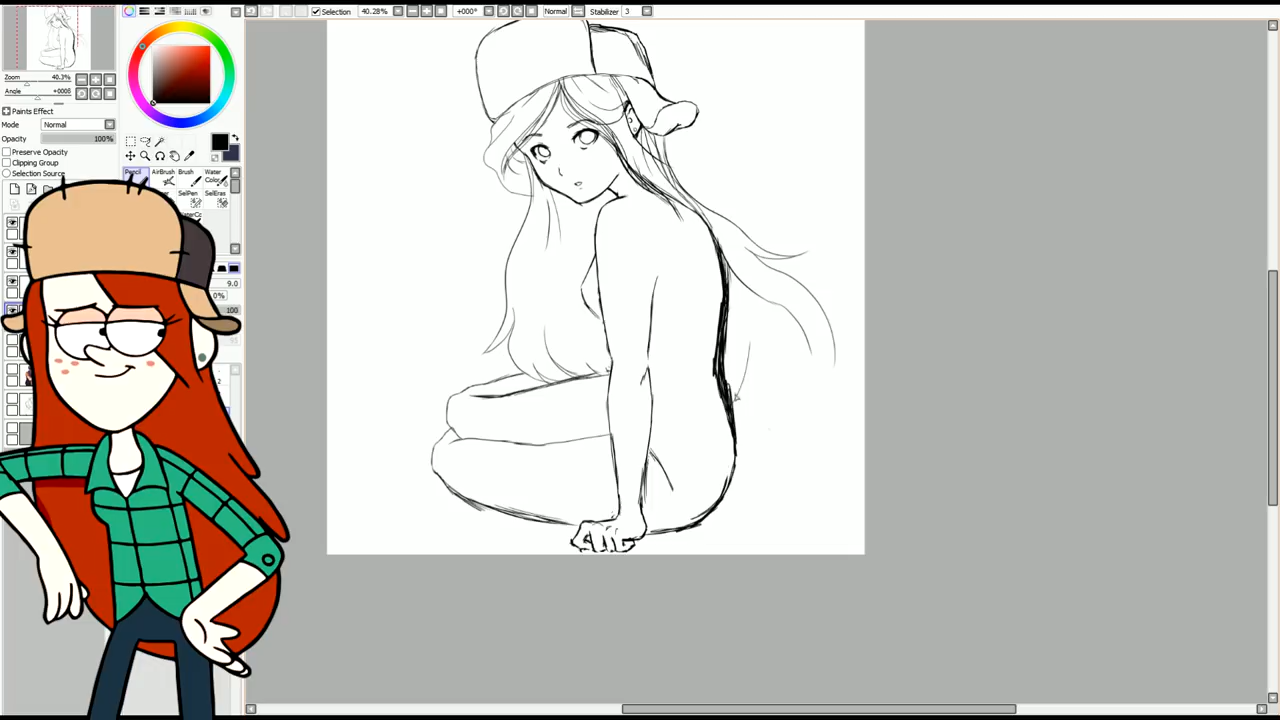 Selection 40.28% +000° Normal Stabilizer 3
Zoom 40.3%
Angle +000°
Paints Effect
Mode Normal
Opacity 100%
Preserve Opacity
Clipping Group
Selection Source
Pencil AirBrush Brush Water Color
SelPen SelEras
9.0
0%
100